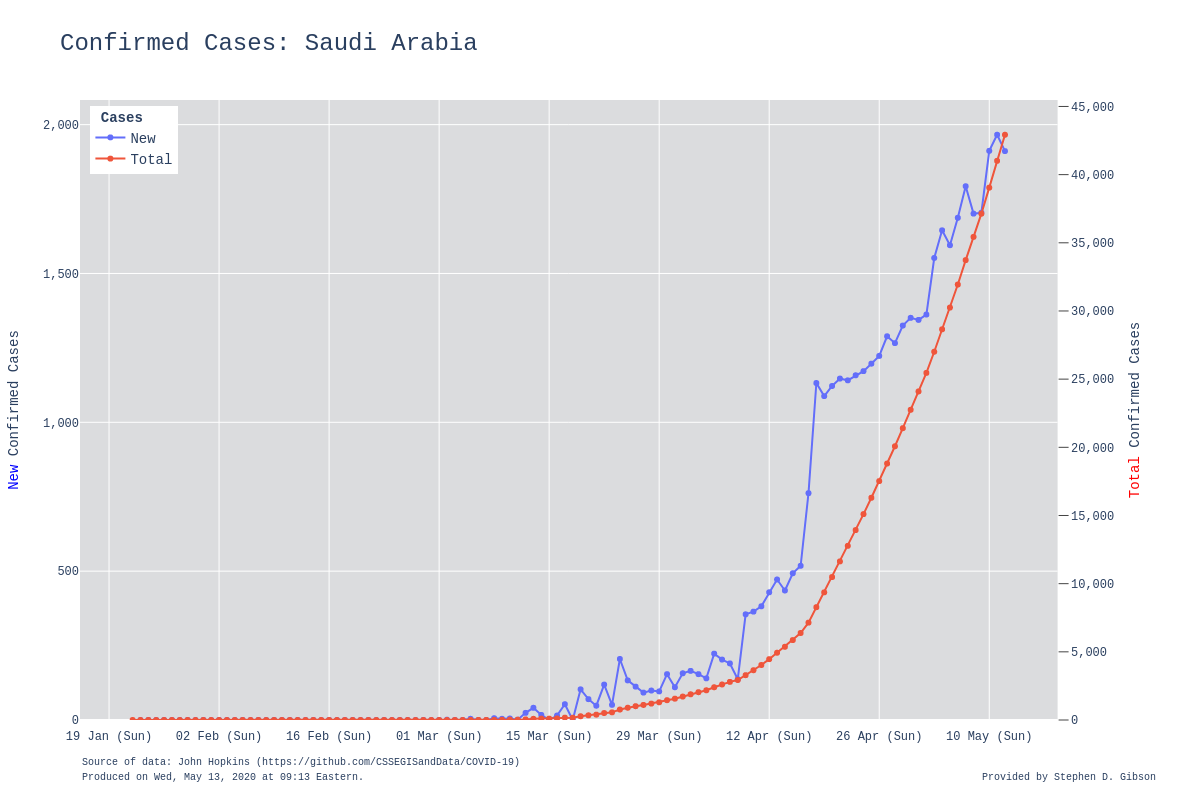 Confirmed Cases: Saudi Arabia
Cases
New
Total
2,000
1,500
1,000
500
0
New Confirmed Cases
45,000
40,000
35,000
30,000
25,000
20,000
15,000
10,000
5,000
0
Total Confirmed Cases
19 Jan (Sun) 02 Feb (Sun) 16 Feb (Sun) 01 Mar (Sun) 15 Mar (Sun) 29 Mar (Sun) 12 Apr (Sun) 26 Apr (Sun) 10 May (Sun)
Source of data: John Hopkins (https://github.com/CSSEGISandData/COVID-19)
Produced on Wed, May 13, 2020 at 09:13 Eastern.
Provided by Stephen D. Gibson